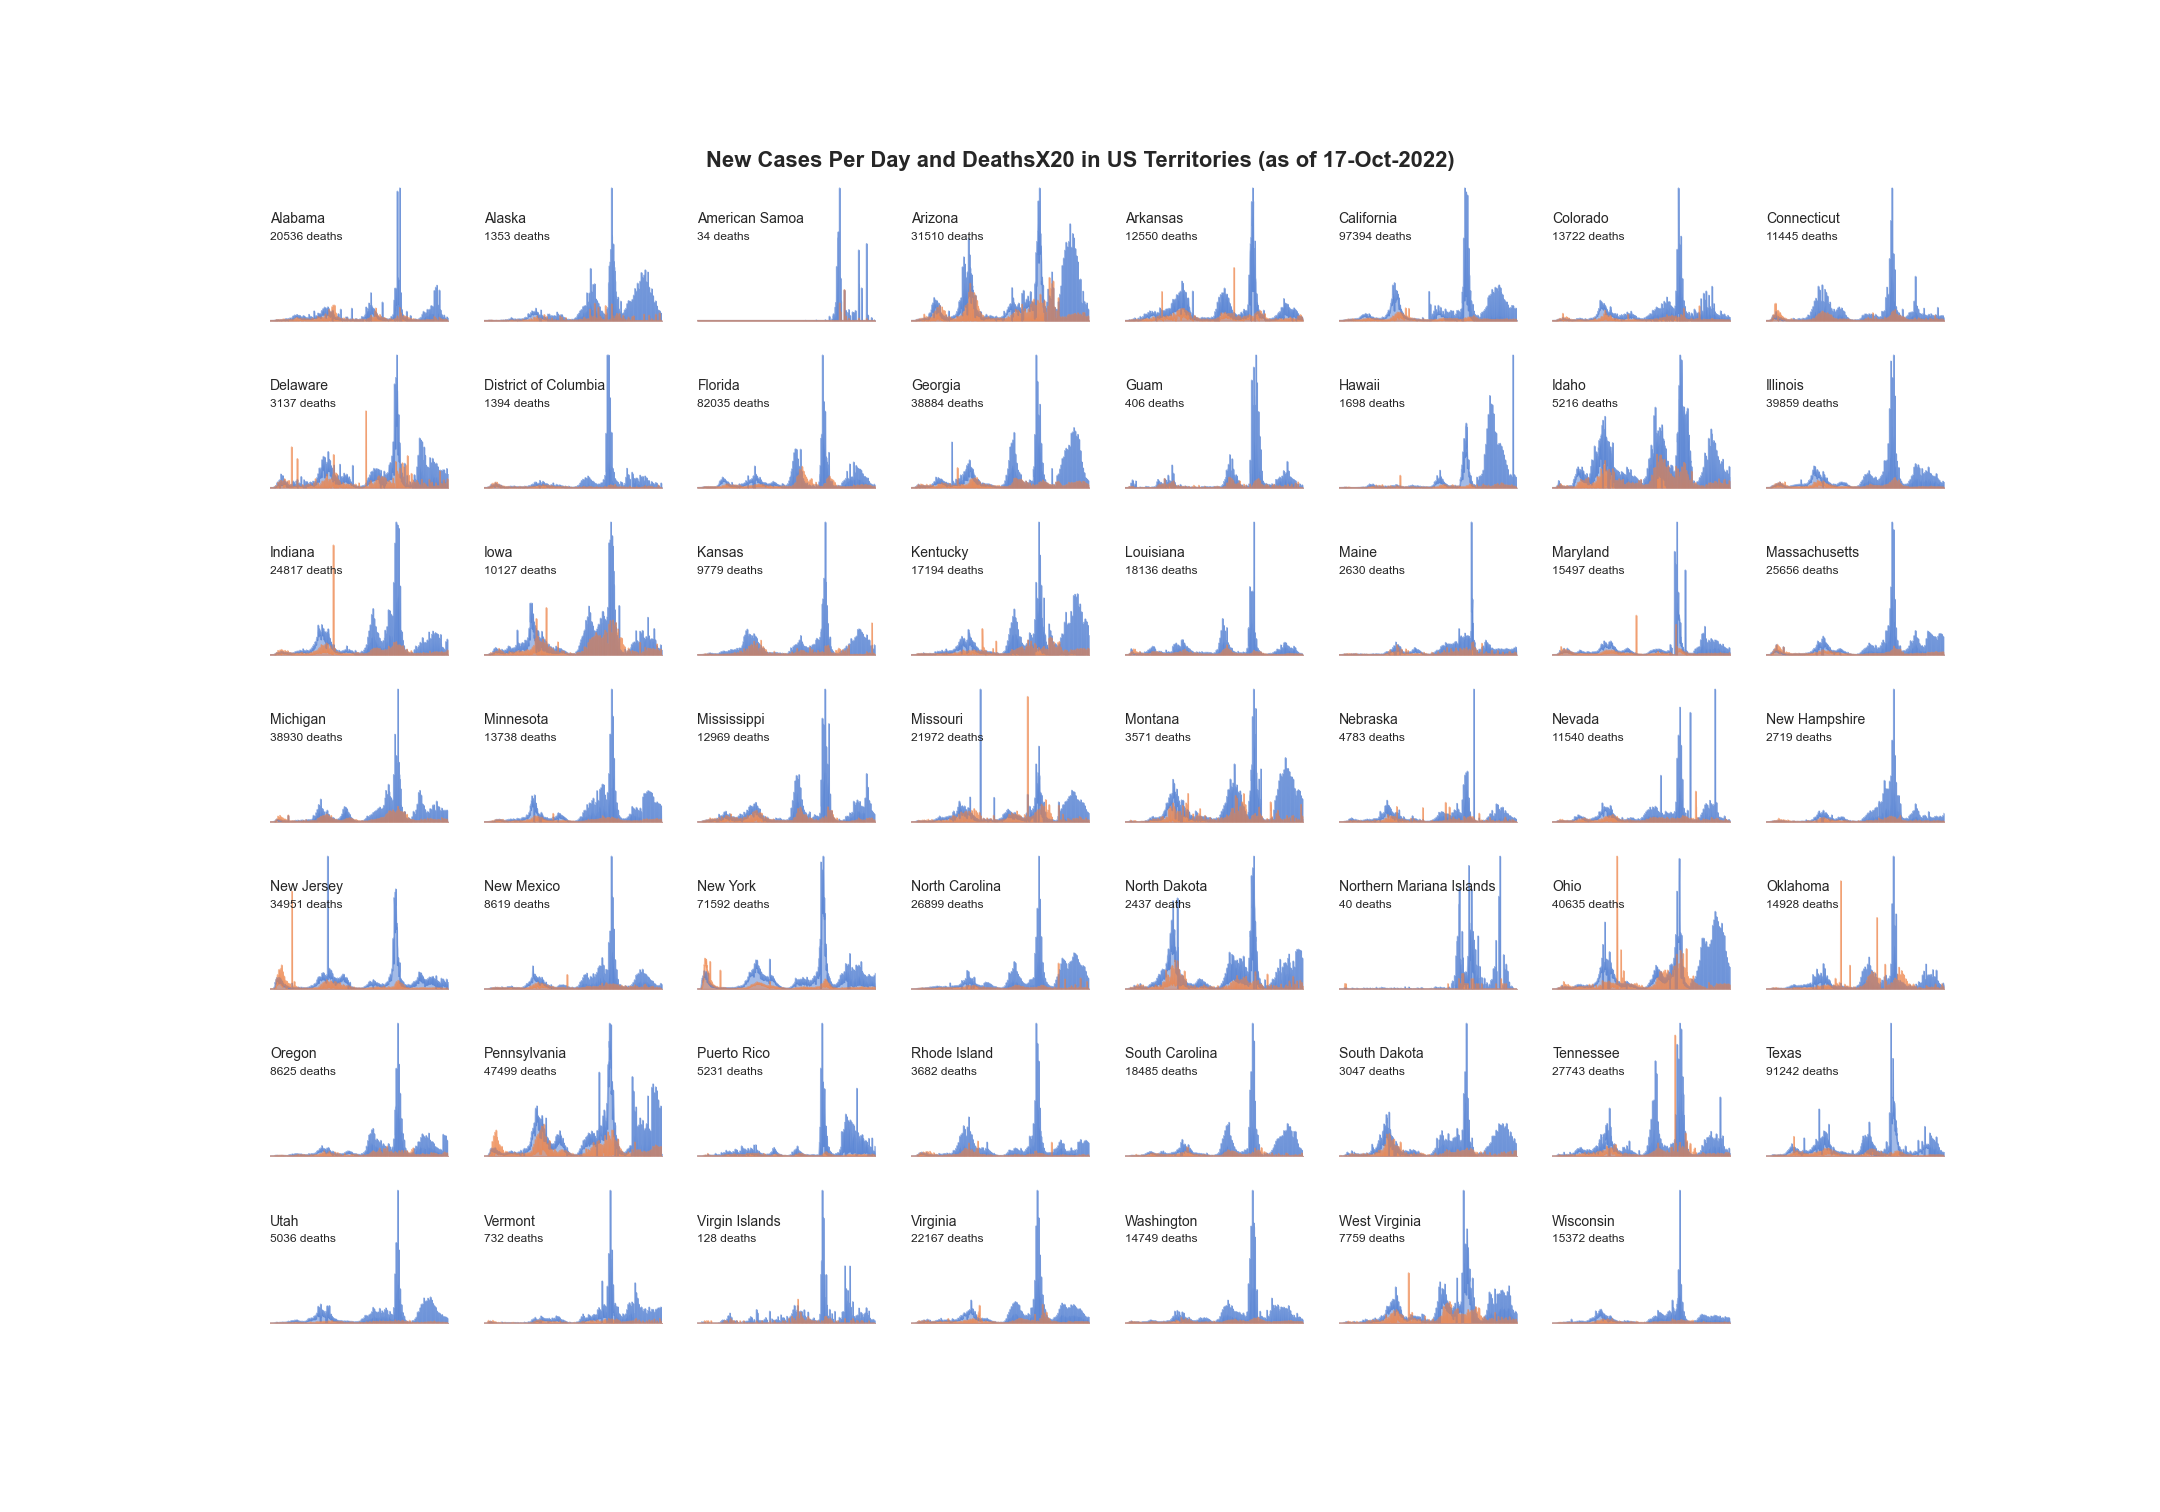 New Cases Per Day and DeathsX20 in US Territories (as of 17-Oct-2022)
Alabama
20536 deaths
Alaska
1353 deaths
American Samoa
34 deaths
Arizona
31510 deaths
Arkansas
12550 deaths
California
97394 deaths
Colorado
13722 deaths
Connecticut
11445 deaths
Delaware
3137 deaths
District of Columbia
1394 deaths
Florida
82035 deaths
Georgia
38884 deaths
Guam
406 deaths
Hawaii
1698 deaths
Idaho
5216 deaths
Illinois
39859 deaths
Indiana
24817 deaths
Iowa
10127 deaths
Kansas
9779 deaths
Kentucky
17194 deaths
Louisiana
18136 deaths
Maine
2630 deaths
Maryland
15497 deaths
Massachusetts
25656 deaths
Michigan
38930 deaths
Minnesota
13738 deaths
Mississippi
12969 deaths
Missouri
21972 deaths
Montana
3571 deaths
Nebraska
4783 deaths
Nevada
11540 deaths
New Hampshire
2719 deaths
New Jersey
34951 deaths
New Mexico
8619 deaths
New York
71592 deaths
North Carolina
26899 deaths
North Dakota
2437 deaths
Northern Mariana Islands
40 deaths
Ohio
40635 deaths
Oklahoma
14928 deaths
Oregon
8625 deaths
Pennsylvania
47499 deaths
Puerto Rico
5231 deaths
Rhode Island
3682 deaths
South Carolina
18485 deaths
South Dakota
3047 deaths
Tennessee
27743 deaths
Texas
91242 deaths
Utah
5036 deaths
Vermont
732 deaths
Virgin Islands
128 deaths
Virginia
22167 deaths
Washington
14749 deaths
West Virginia
7759 deaths
Wisconsin
15372 deaths